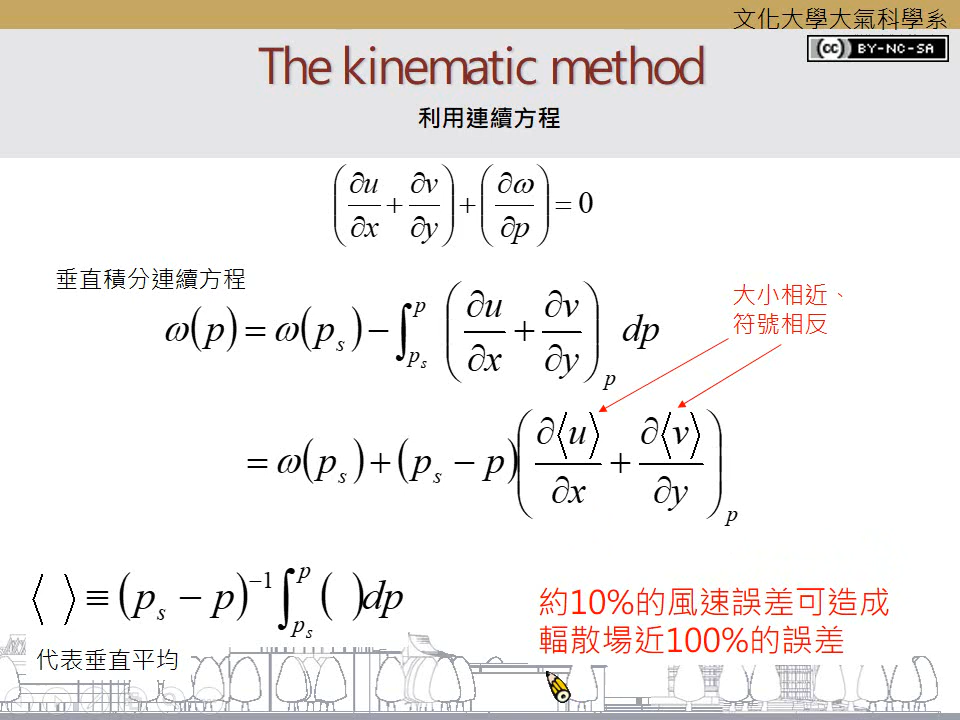 文化大學大氣科學系
(cc) BY-NC-SA
The kinematic method
利用連續方程
(∂u/∂x + ∂v/∂y) + (∂ω/∂p) = 0
垂直積分連續方程
ω(p) = ω(p_s) − ∫_{p_s}^{p} (∂u/∂x + ∂v/∂y)_p dp
大小相近、
符號相反
= ω(p_s) + (p_s − p)(∂⟨u⟩/∂x + ∂⟨v⟩/∂y)_p
⟨ ⟩ ≡ (p_s − p)^{−1} ∫_{p_s}^{p} ( )dp
代表垂直平均
約10%的風速誤差可造成
輻散場近100%的誤差